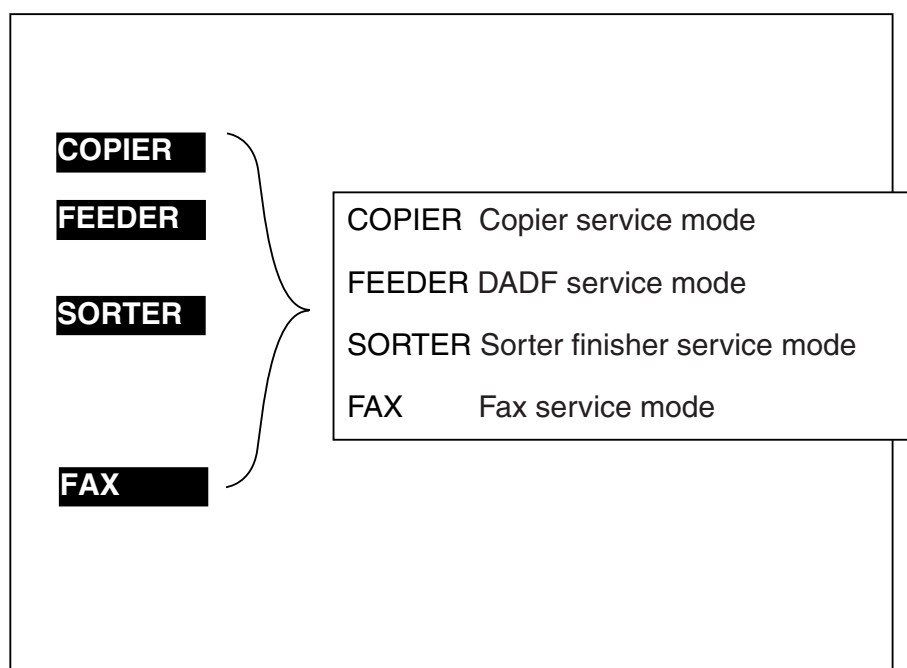 COPIER
FEEDER
SORTER
FAX
COPIER Copier service mode
FEEDER DADF service mode
SORTER Sorter finisher service mode
FAX Fax service mode